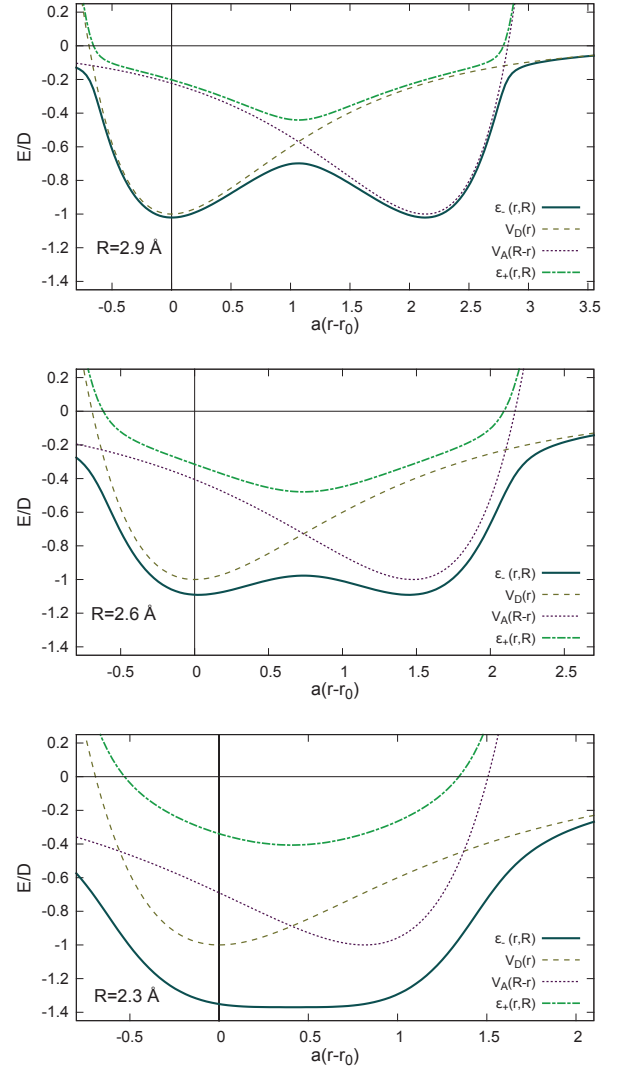 0.2
0
-0.2
-0.4
-0.6
-0.8
-1
-1.2
-1.4
E/D
R=2.9 Å
ε₋(r,R)
V_D(r)
V_A(R-r)
ε₊(r,R)
-0.5 0 0.5 1 1.5 2 2.5 3 3.5
a(r-r₀)
0.2
0
-0.2
-0.4
-0.6
-0.8
-1
-1.2
-1.4
E/D
R=2.6 Å
ε₋(r,R)
V_D(r)
V_A(R-r)
ε₊(r,R)
-0.5 0 0.5 1 1.5 2 2.5
a(r-r₀)
0.2
0
-0.2
-0.4
-0.6
-0.8
-1
-1.2
-1.4
E/D
R=2.3 Å
ε₋(r,R)
V_D(r)
V_A(R-r)
ε₊(r,R)
-0.5 0 0.5 1 1.5 2
a(r-r₀)